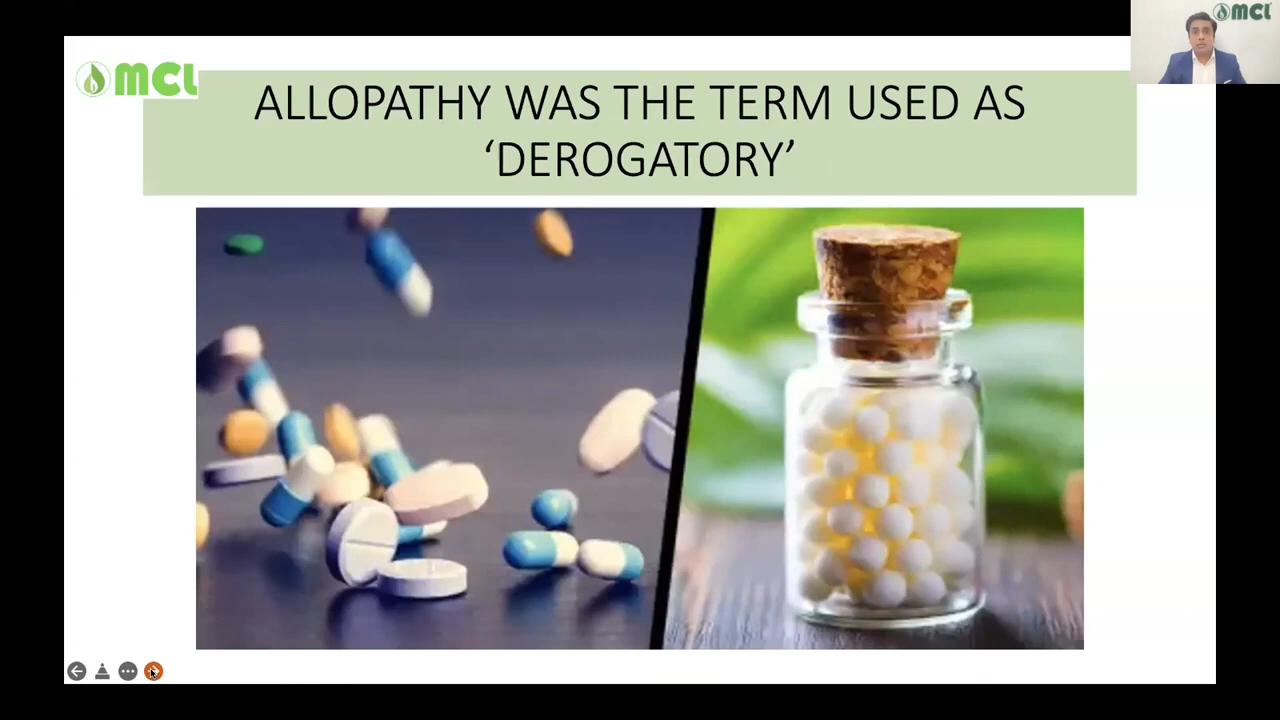 MCL
MCL
ALLOPATHY WAS THE TERM USED AS
‘DEROGATORY’